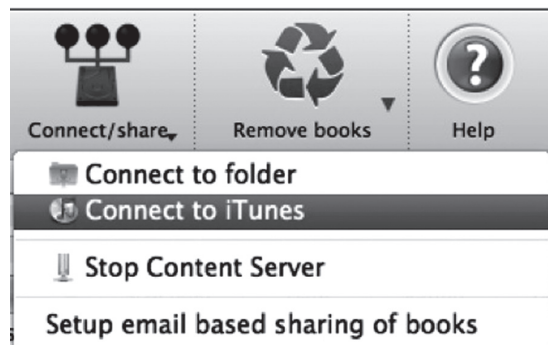 Connect/share
Remove books
Help
Connect to folder
Connect to iTunes
Stop Content Server
Setup email based sharing of books